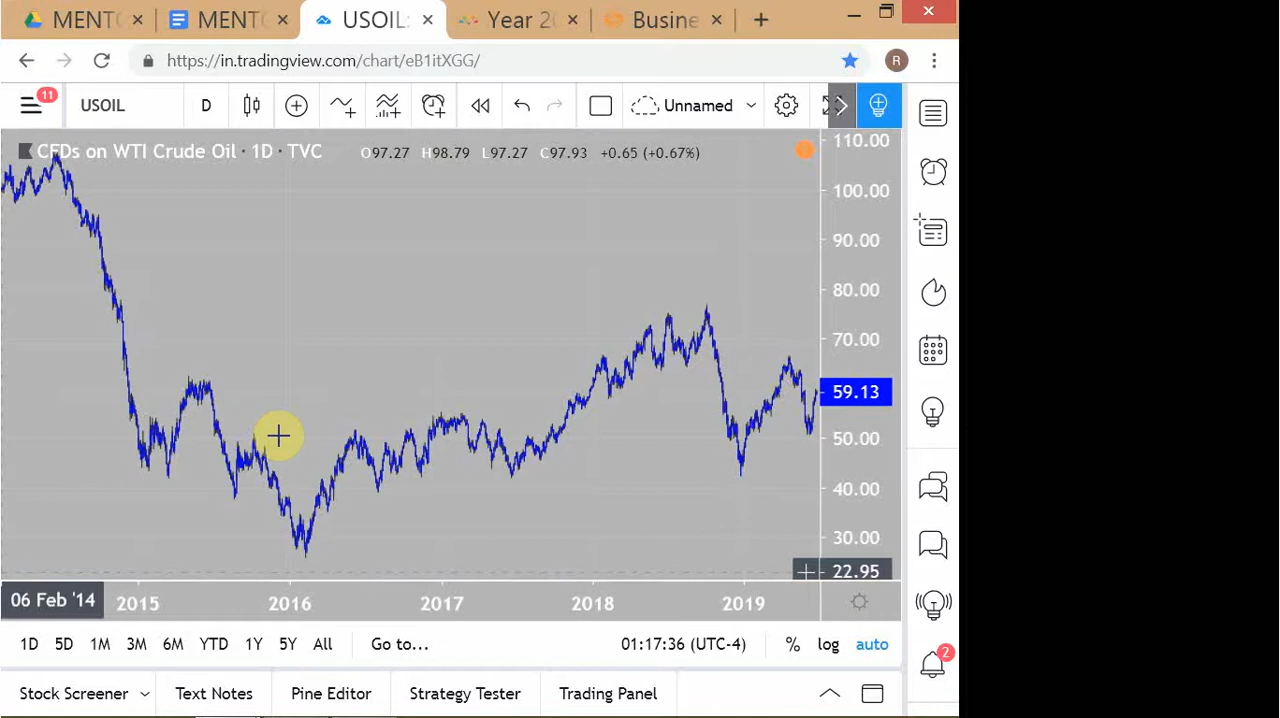 MENTO
MENTO
USOIL:
Year 20
Busine
https://in.tradingview.com/chart/eB1itXGG/
R
11
USOIL
D
Unnamed
CFDs on WTI Crude Oil · 1D · TVC
O97.27 H98.79 L97.27 C97.93 +0.65 (+0.67%)
110.00
100.00
90.00
80.00
70.00
59.13
50.00
40.00
30.00
22.95
06 Feb '14
2015
2016
2017
2018
2019
1D 5D 1M 3M 6M YTD 1Y 5Y All
Go to...
01:17:36 (UTC-4)
% log auto
2
Stock Screener
Text Notes
Pine Editor
Strategy Tester
Trading Panel